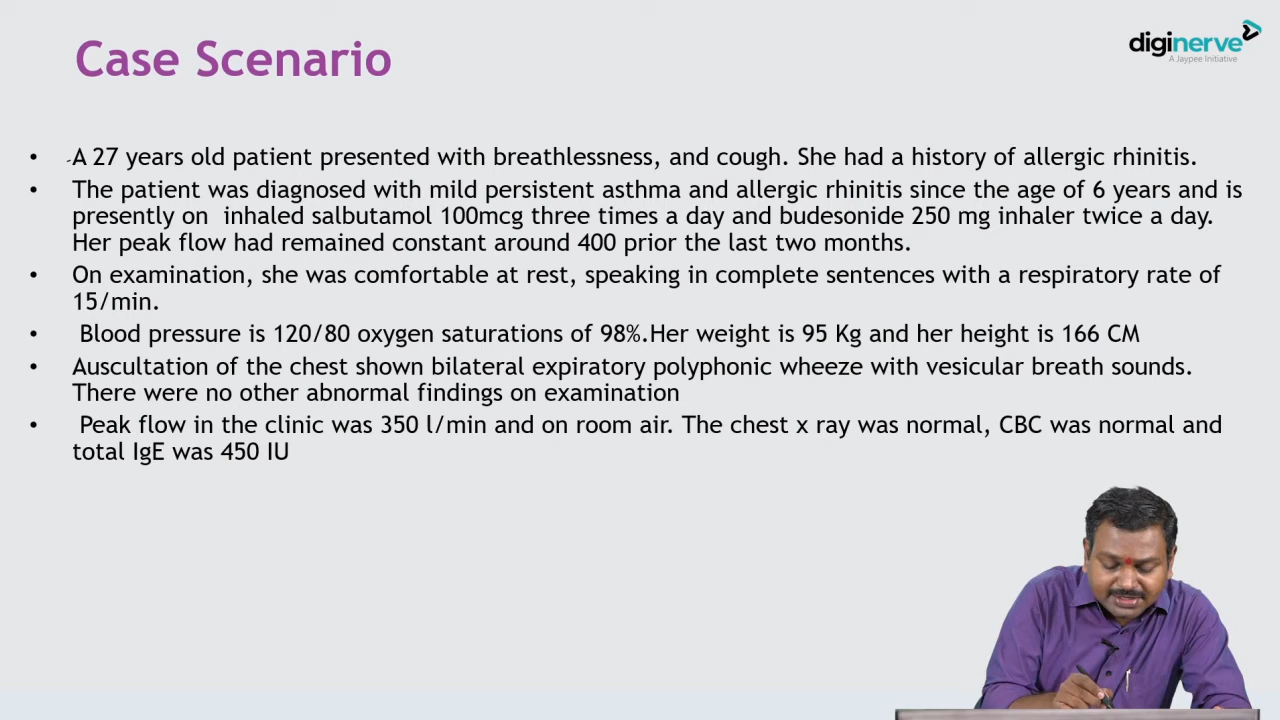 diginerve
A Jaypee Initiative
Case Scenario
• A 27 years old patient presented with breathlessness, and cough. She had a history of allergic rhinitis.
• The patient was diagnosed with mild persistent asthma and allergic rhinitis since the age of 6 years and is
presently on inhaled salbutamol 100mcg three times a day and budesonide 250 mg inhaler twice a day.
Her peak flow had remained constant around 400 prior the last two months.
• On examination, she was comfortable at rest, speaking in complete sentences with a respiratory rate of
15/min.
• Blood pressure is 120/80 oxygen saturations of 98%.Her weight is 95 Kg and her height is 166 CM
• Auscultation of the chest shown bilateral expiratory polyphonic wheeze with vesicular breath sounds.
There were no other abnormal findings on examination
• Peak flow in the clinic was 350 l/min and on room air. The chest x ray was normal, CBC was normal and
total IgE was 450 IU